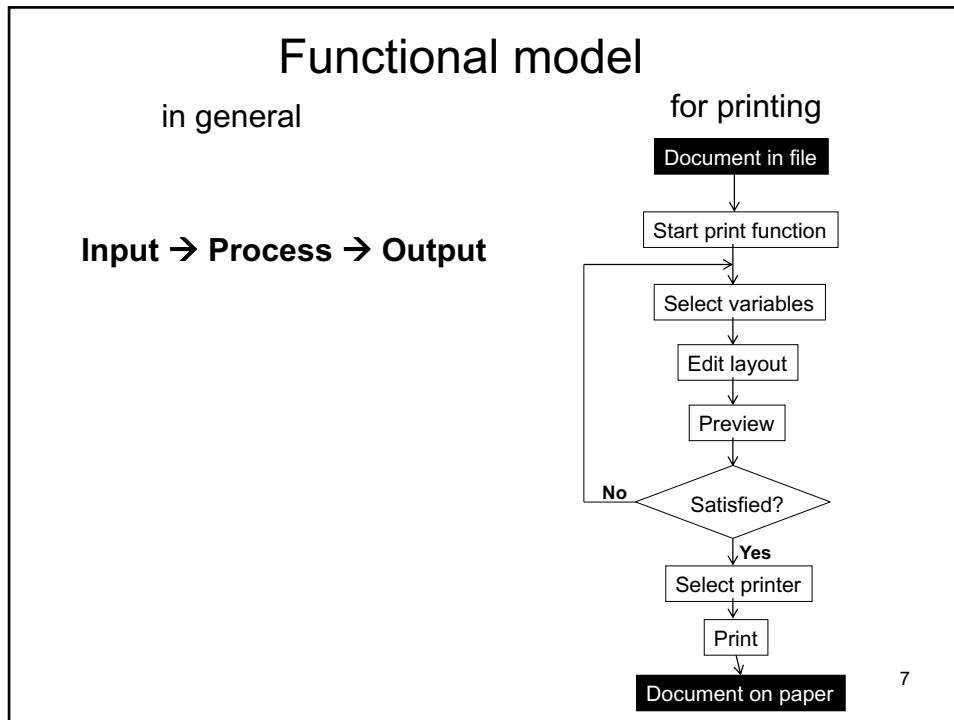 Functional model
in general
for printing
Input → Process → Output
Document in file
Start print function
Select variables
Edit layout
Preview
No
Satisfied?
Yes
Select printer
Print
Document on paper
7